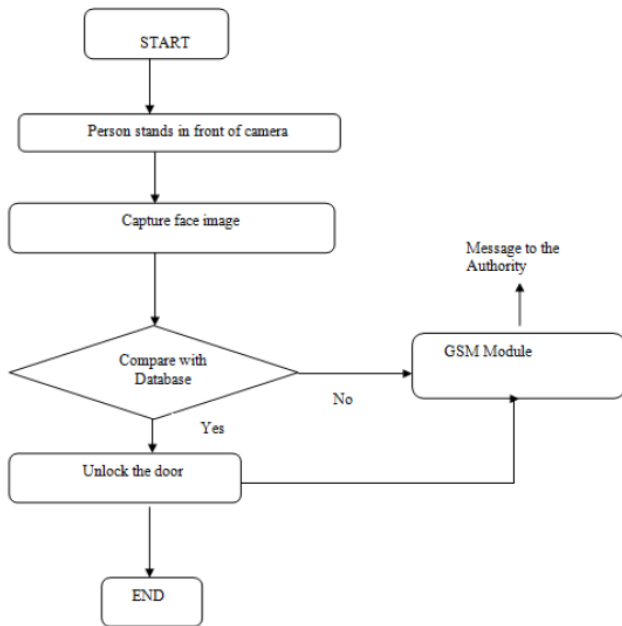 START
Person stands in front of camera
Capture face image
Message to the
Authority
Compare with
Database
GSM Module
No
Yes
Unlock the door
END